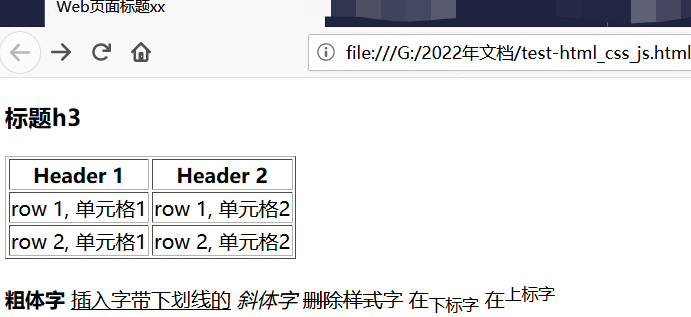 Web页面标题xx
file:///G:/2022年文档/test-html_css_js.html
标题h3
Header 1 Header 2
row 1, 单元格1 row 1, 单元格2
row 2, 单元格1 row 2, 单元格2
粗体字 插入字带下划线的 斜体字 删除样式字 在下标字 在上标字